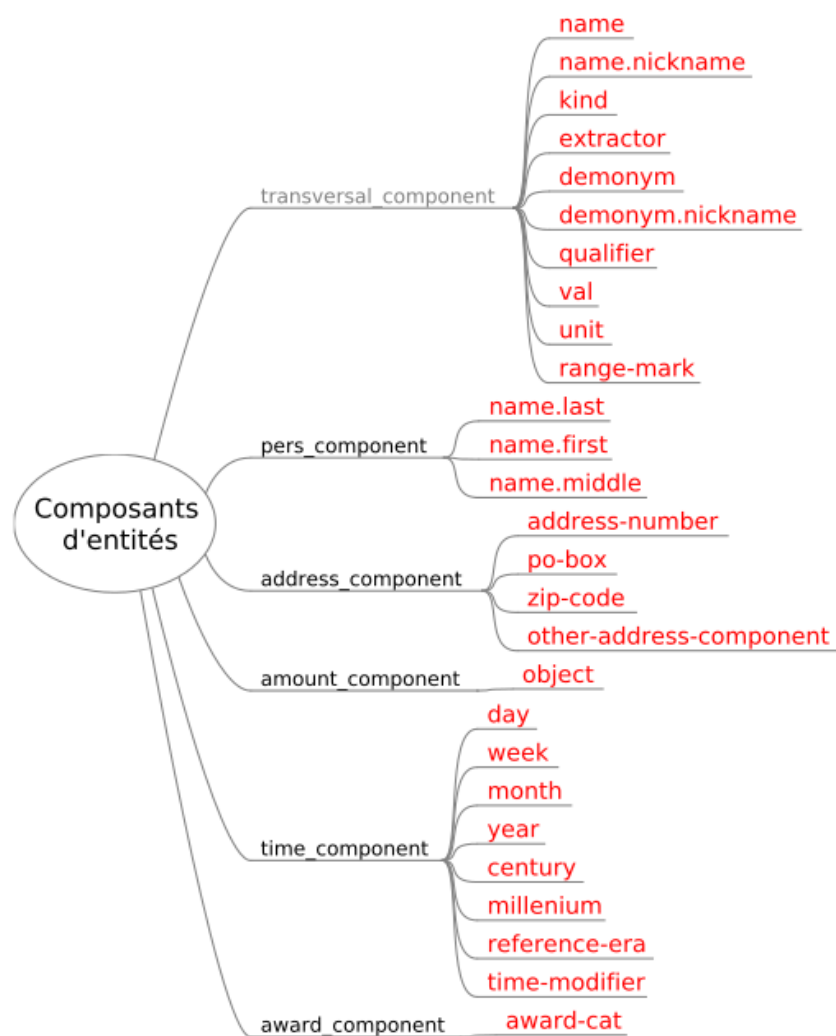 name
name.nickname
kind
extractor
transversal_component
demonym
demonym.nickname
qualifier
val
unit
range-mark
name.last
pers_component
name.first
name.middle
Composants
d'entités
address-number
po-box
address_component
zip-code
other-address-component
amount_component
object
day
week
month
year
time_component
century
millenium
reference-era
time-modifier
award_component
award-cat